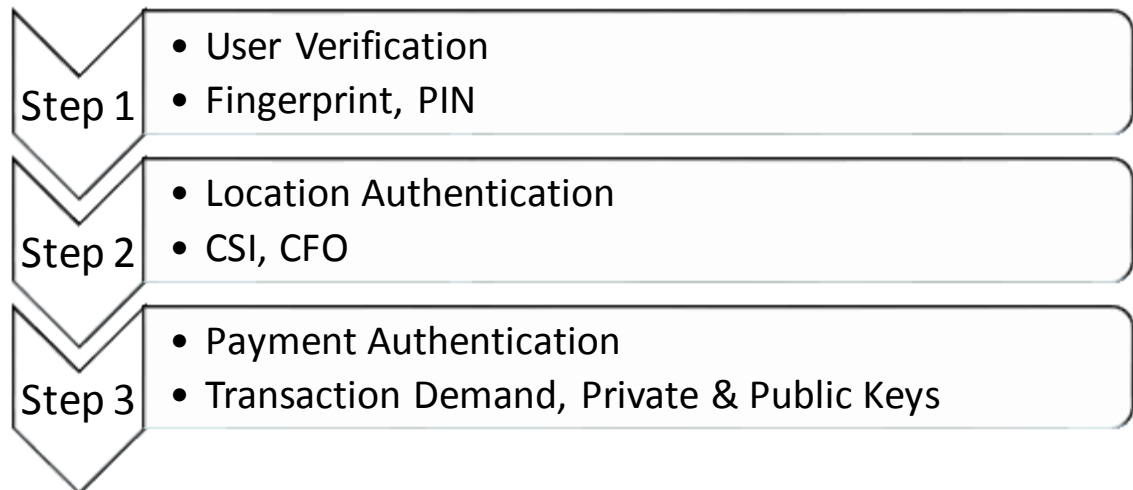 Step 1
• User Verification
• Fingerprint, PIN
Step 2
• Location Authentication
• CSI, CFO
Step 3
• Payment Authentication
• Transaction Demand, Private & Public Keys